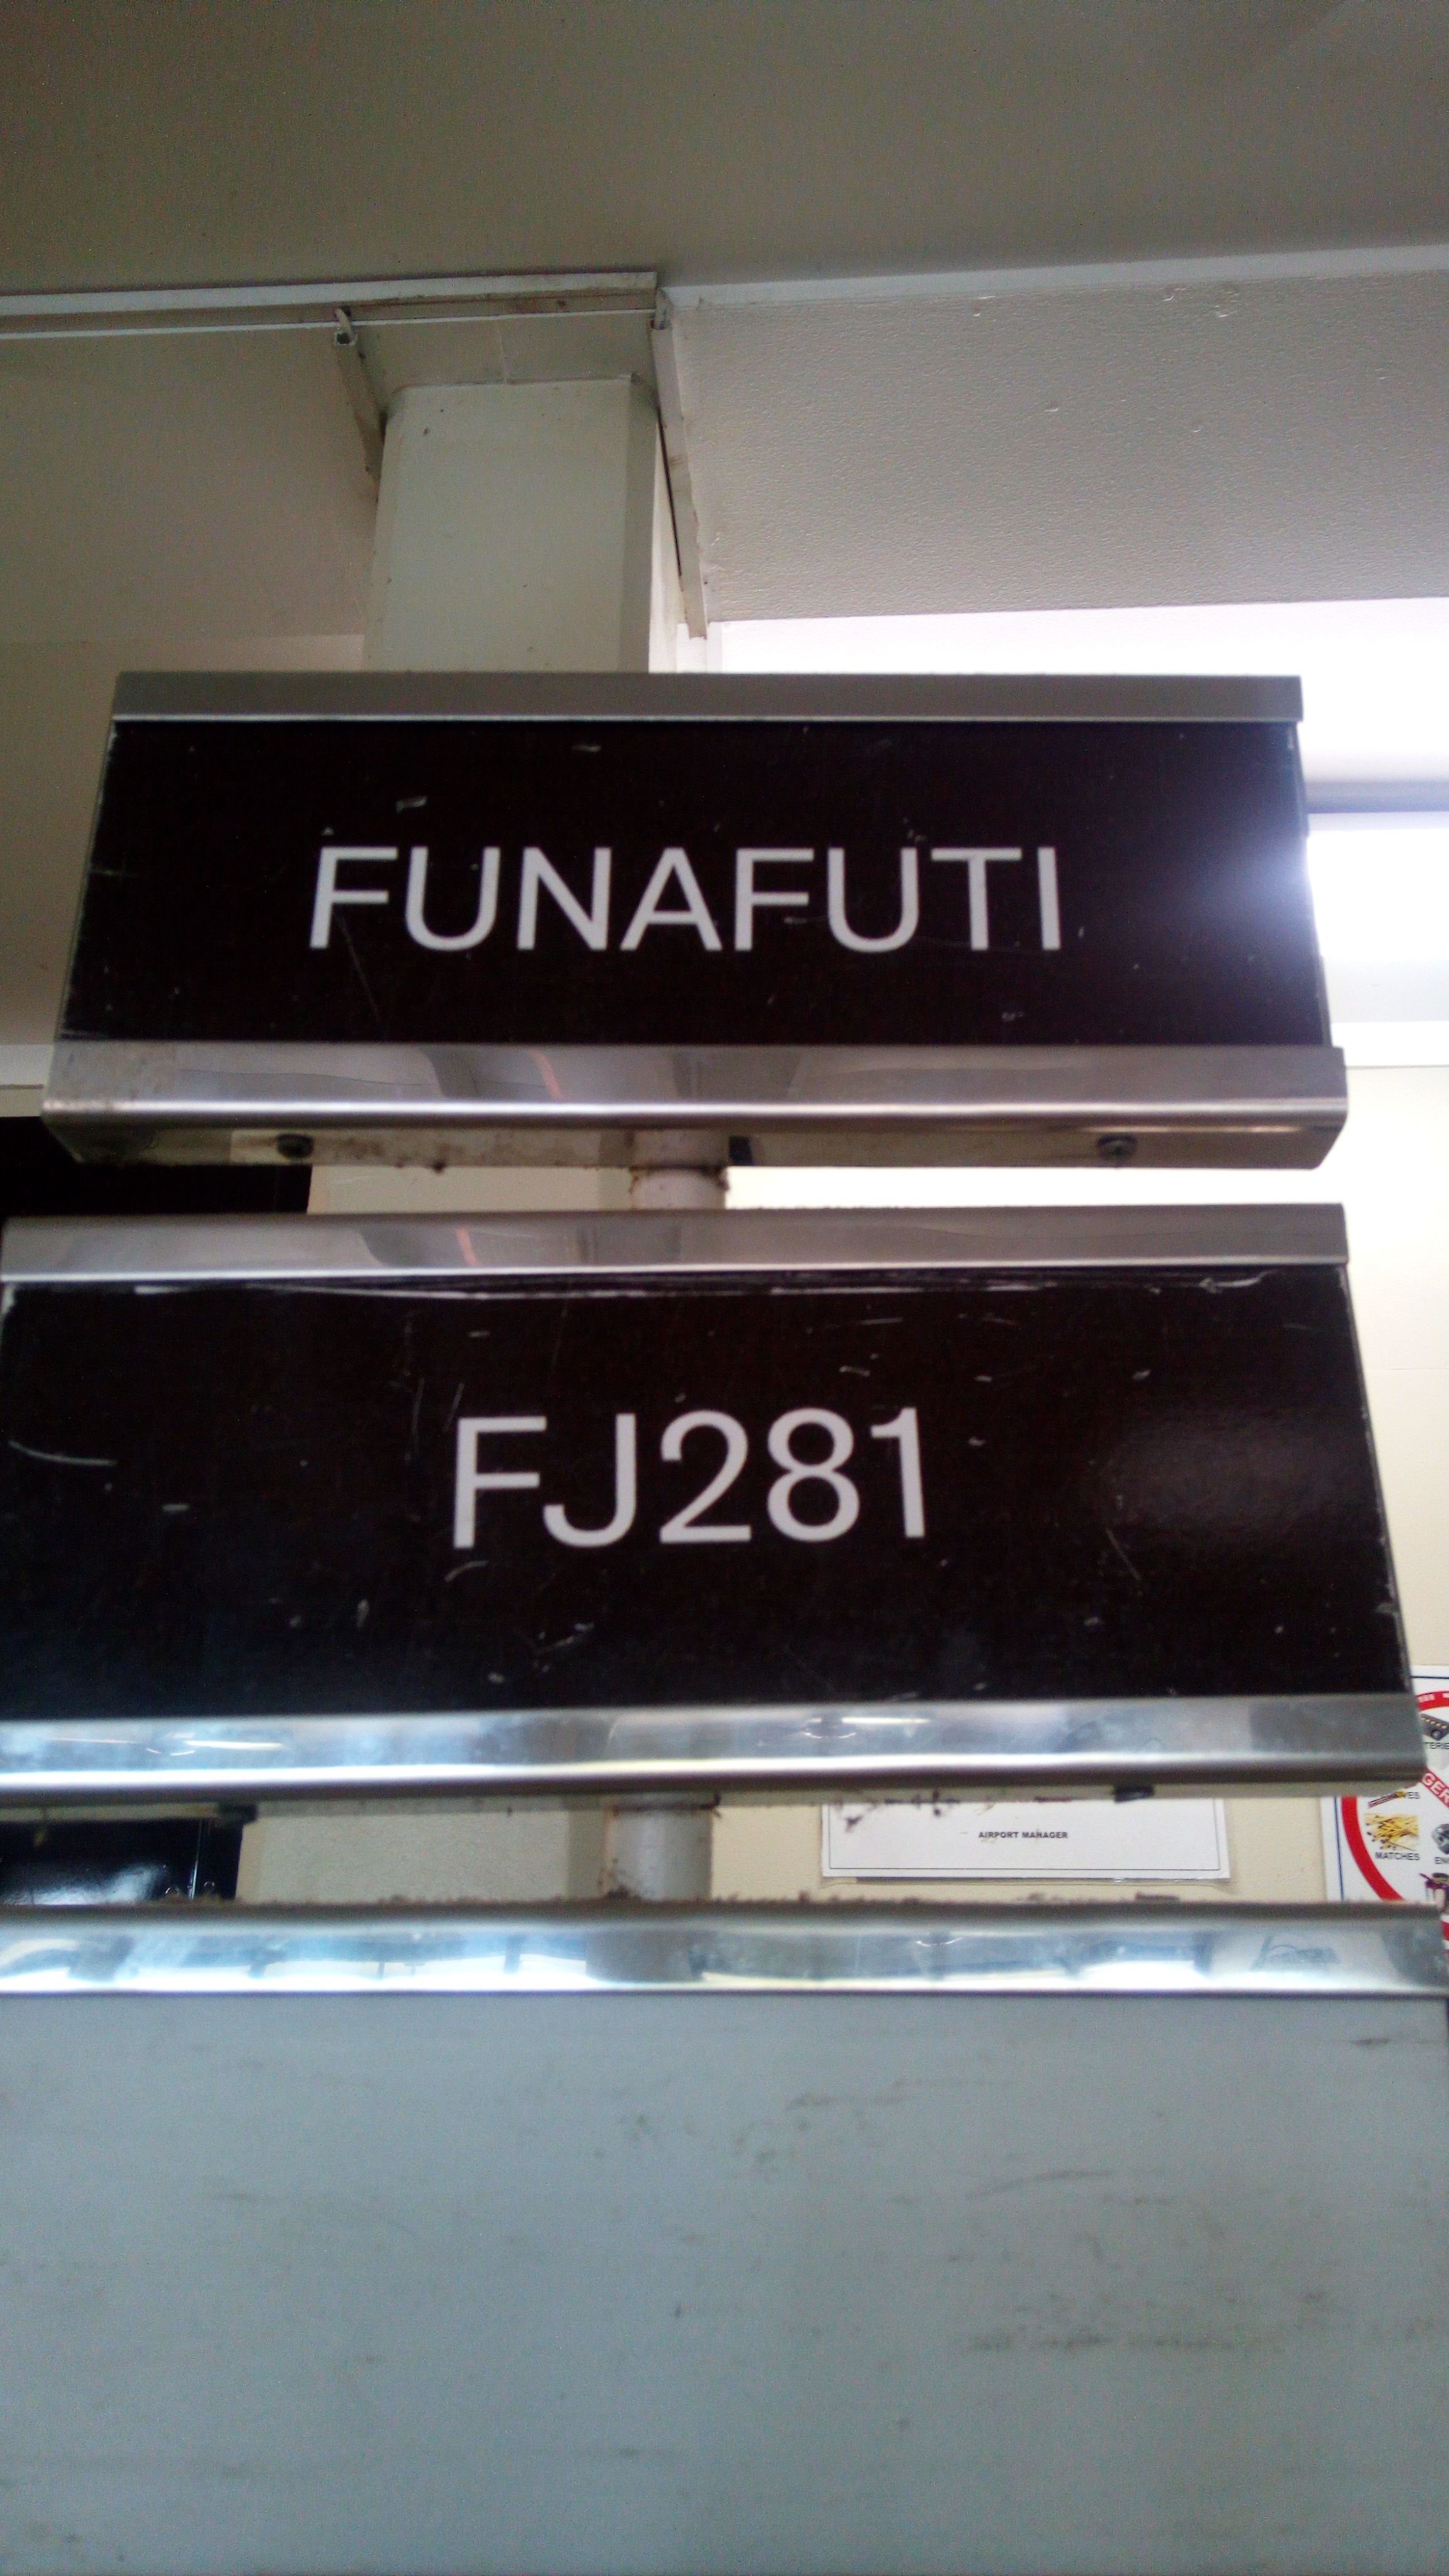 FUNAFUTI
FJ281
AIRPORT MANAGER
MATCHES